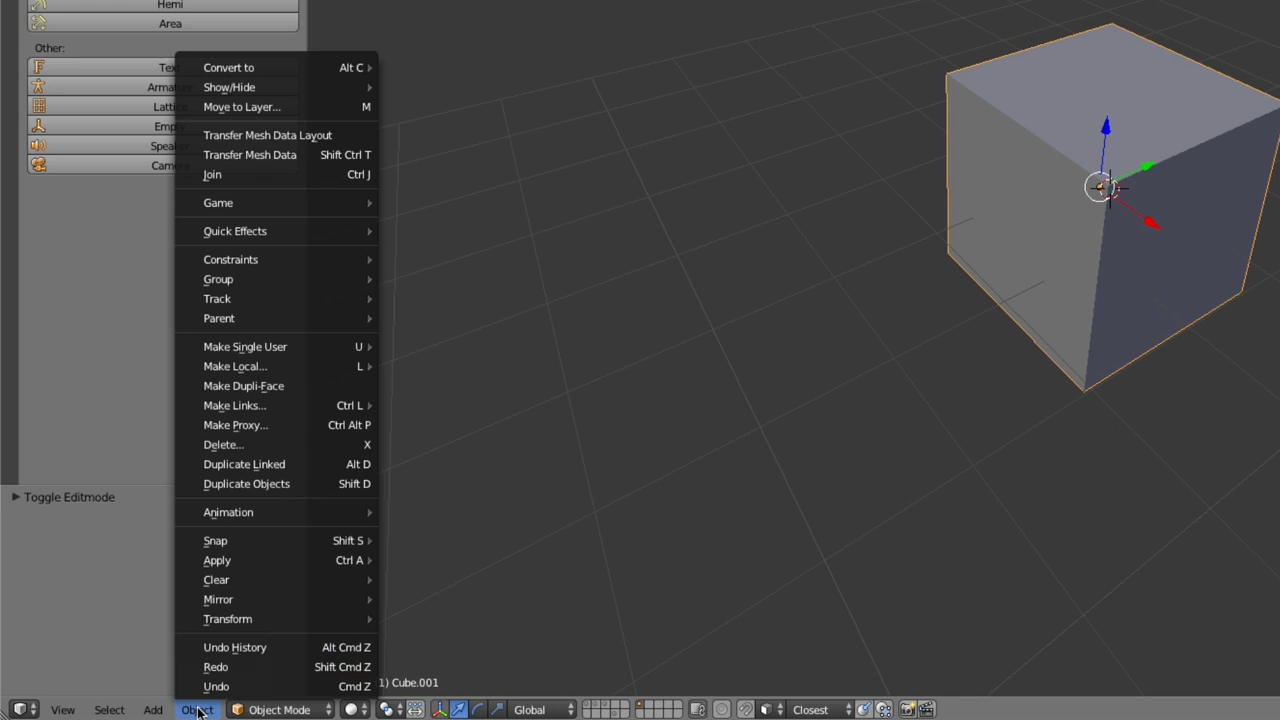 Hemi
Area
Other:
Text
Armatur
Lattic
Empt
Speake
Came
Convert to Alt C
Show/Hide
Move to Layer... M
Transfer Mesh Data Layout
Transfer Mesh Data Shift Ctrl T
Join Ctrl J
Game
Quick Effects
Constraints
Group
Track
Parent
Make Single User U
Make Local... L
Make Dupli-Face
Make Links... Ctrl L
Make Proxy... Ctrl Alt P
Delete... X
Duplicate Linked Alt D
Duplicate Objects Shift D
Toggle Editmode
Animation
Snap Shift S
Apply Ctrl A
Clear
Mirror
Transform
Undo History Alt Cmd Z
Redo Shift Cmd Z
Undo Cmd Z
1) Cube.001
View Select Add Object Object Mode Global Closest